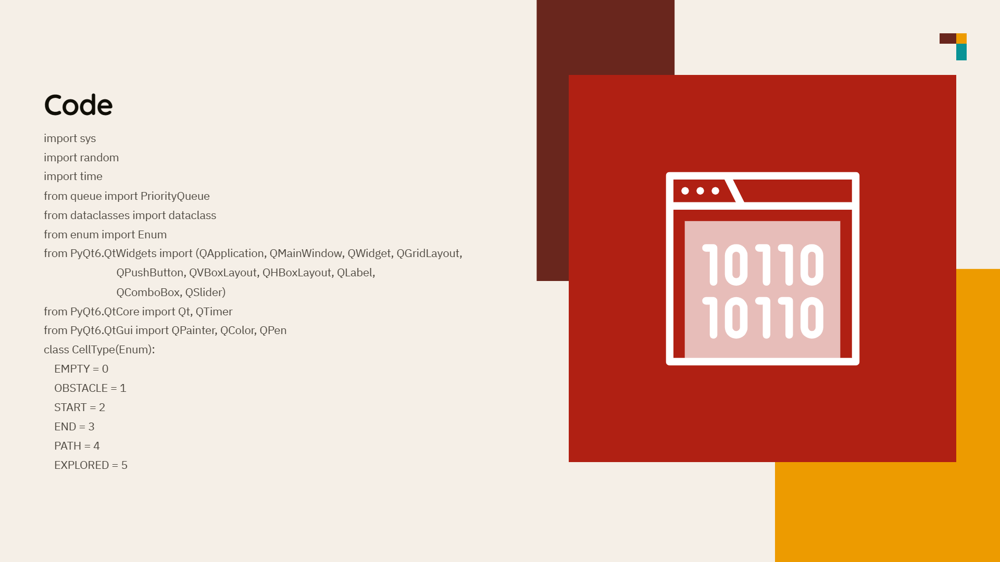 Code
import sys
import random
import time
from queue import PriorityQueue
from dataclasses import dataclass
from enum import Enum
from PyQt6.QtWidgets import (QApplication, QMainWindow, QWidget, QGridLayout,
QPushButton, QVBoxLayout, QHBoxLayout, QLabel,
QComboBox, QSlider)
from PyQt6.QtCore import Qt, QTimer
from PyQt6.QtGui import QPainter, QColor, QPen
class CellType(Enum):
EMPTY = 0
OBSTACLE = 1
START = 2
END = 3
PATH = 4
EXPLORED = 5
10110
10110